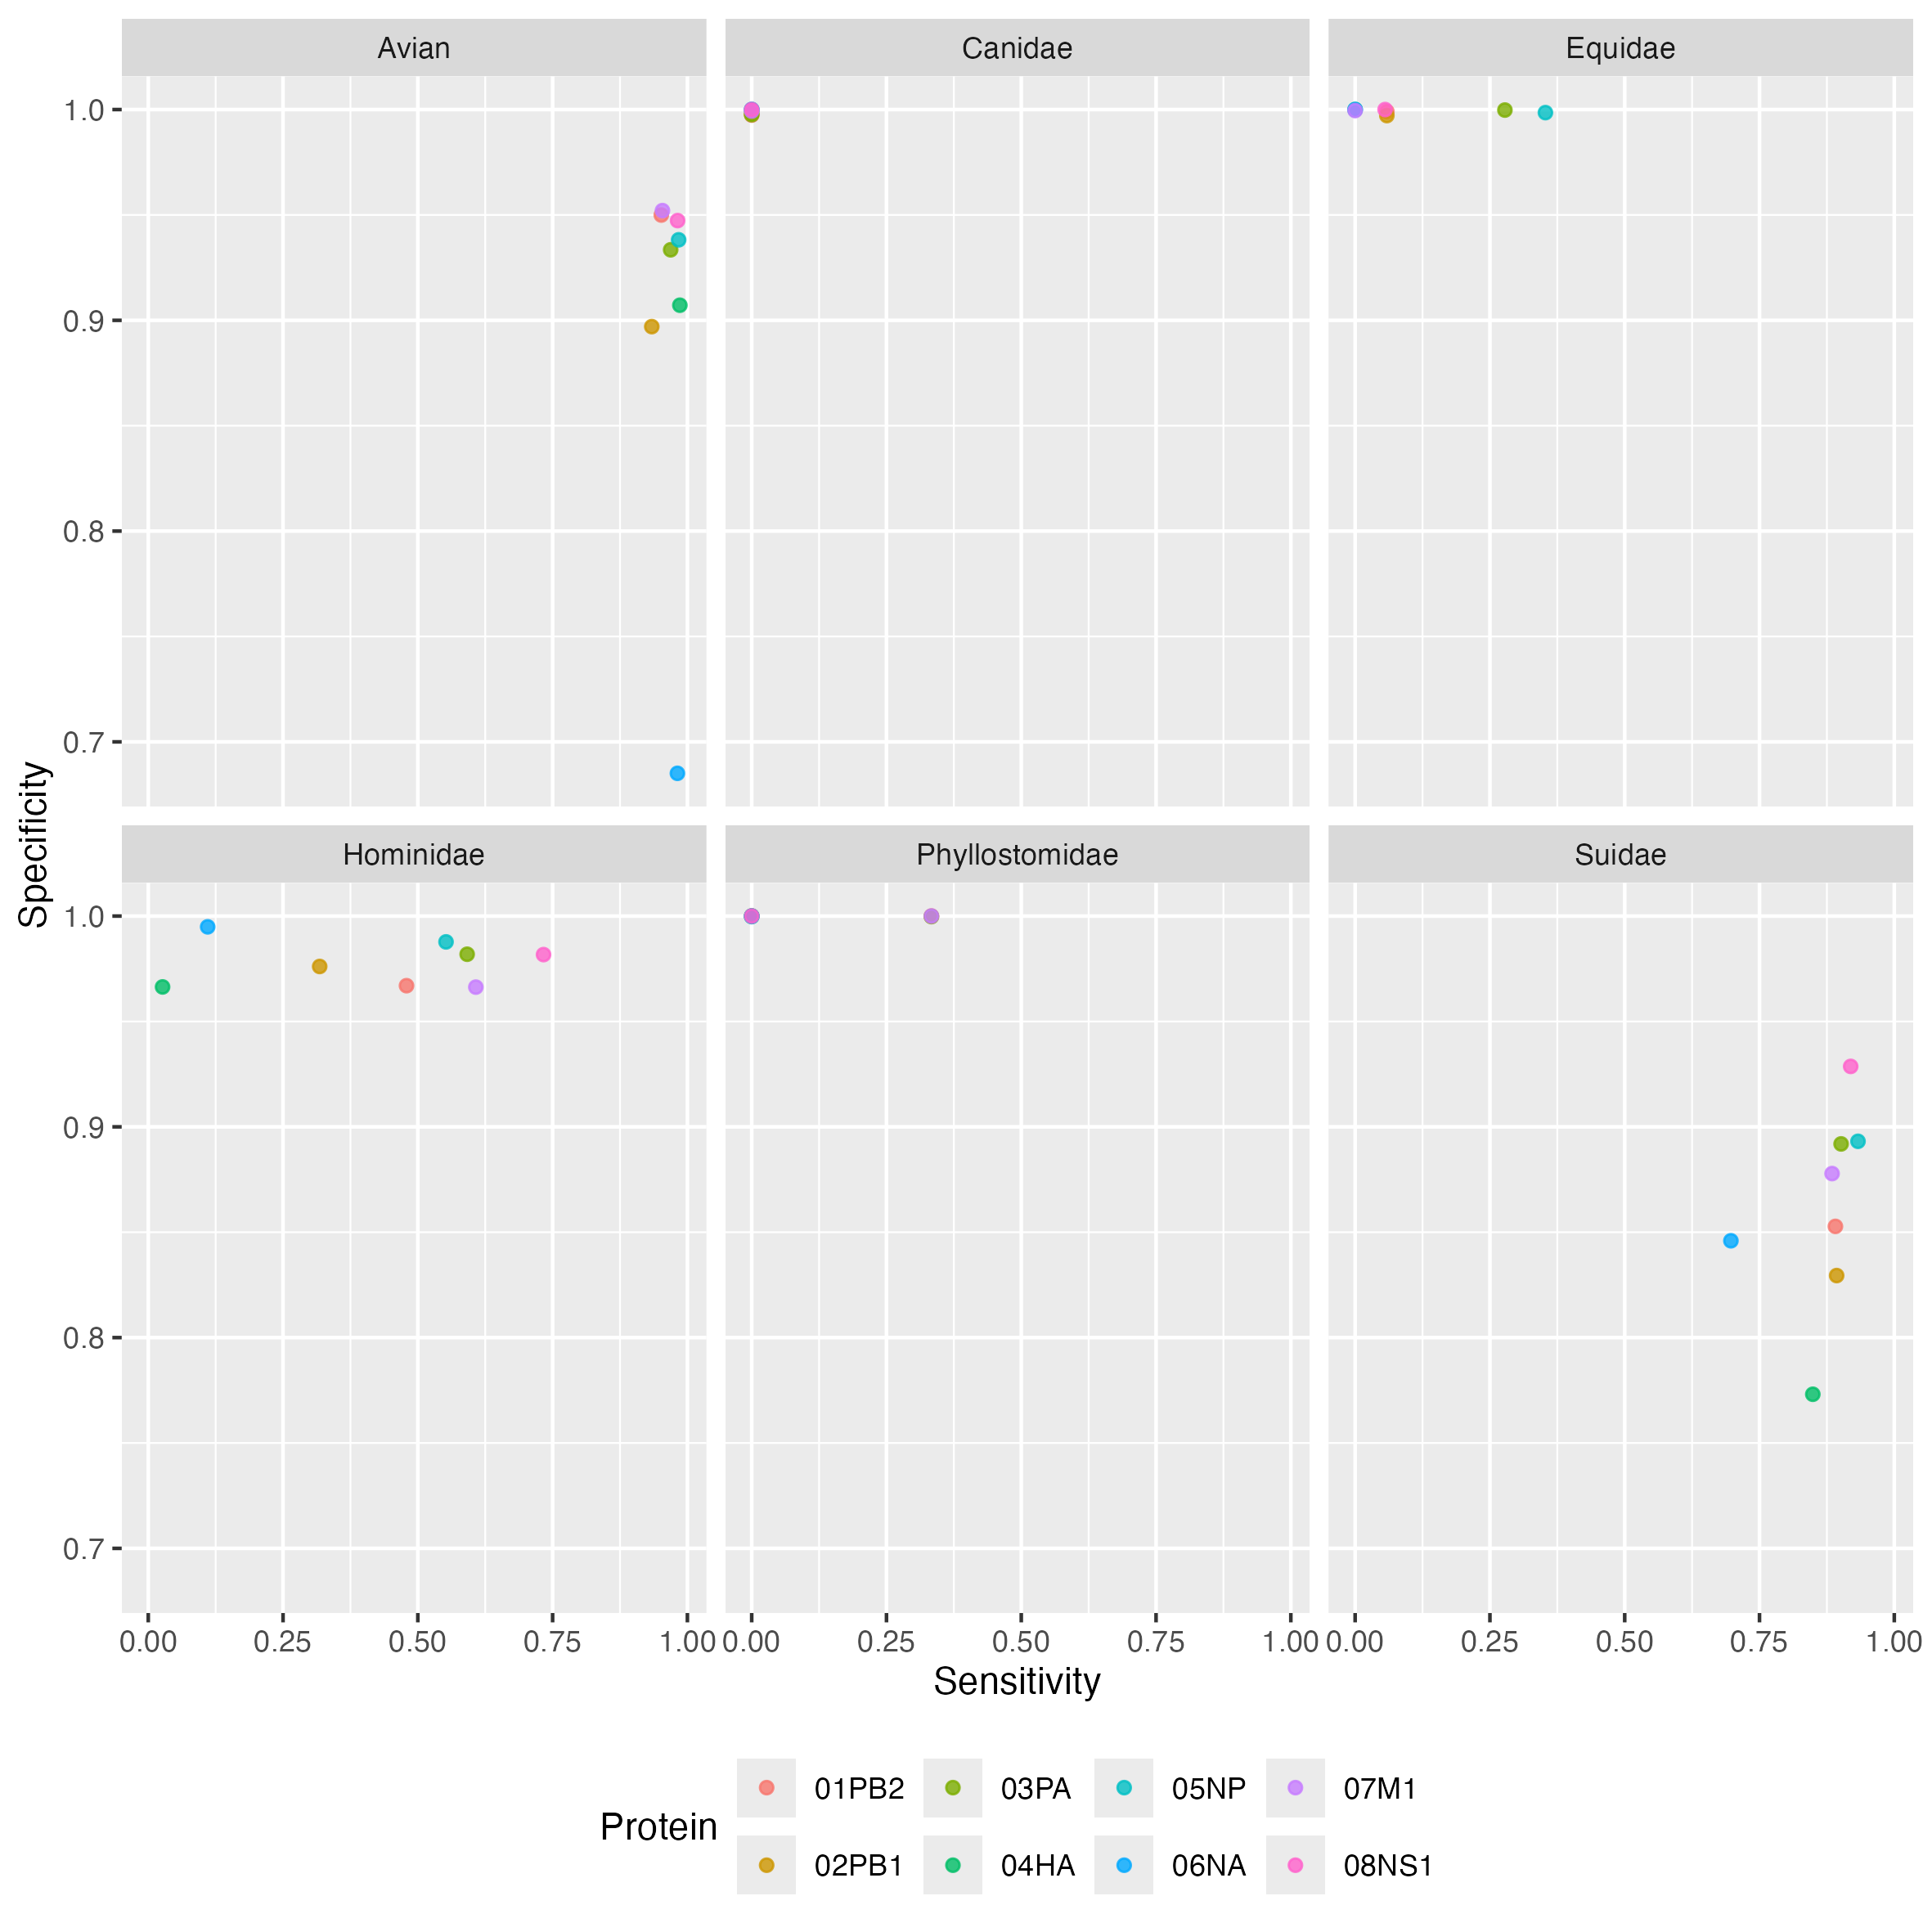 Avian Canidae Equidae
1.0
0.9
0.8
0.7
Specificity
Hominidae Phyllostomidae Suidae
1.0
0.9
0.8
0.7
0.00 0.25 0.50 0.75 1.00 0.00 0.25 0.50 0.75 1.00 0.00 0.25 0.50 0.75 1.00
Sensitivity
Protein
01PB2 03PA 05NP 07M1
02PB1 04HA 06NA 08NS1